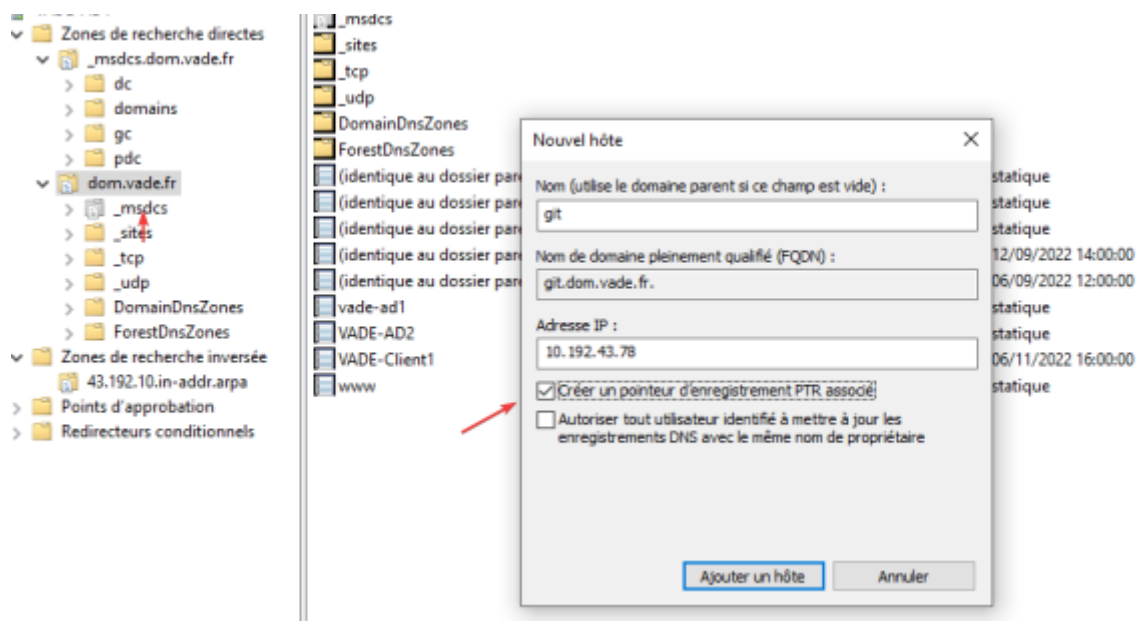 Zones de recherche directes
_msdcs.dom.vade.fr
dc
domains
gc
pdc
dom.vade.fr
_msdcs
_sites
_tcp
_udp
DomainDnsZones
ForestDnsZones
Zones de recherche inversée
43.192.10.in-addr.arpa
Points d'approbation
Redirecteurs conditionnels
_msdcs
_sites
_tcp
_udp
DomainDnsZones
ForestDnsZones
(identique au dossier pare
statique
(identique au dossier pare
statique
(identique au dossier pare
statique
(identique au dossier pare
12/09/2022 14:00:00
(identique au dossier pare
06/09/2022 12:00:00
vade-ad1
statique
VADE-AD2
statique
VADE-Client1
06/11/2022 16:00:00
www
statique
Nouvel hôte
Nom (utilise le domaine parent si ce champ est vide) :
git
Nom de domaine pleinement qualifié (FQDN) :
git.dom.vade.fr.
Adresse IP :
10.192.43.78
Créer un pointeur d'enregistrement PTR associé
Autoriser tout utilisateur identifié à mettre à jour les
enregistrements DNS avec le même nom de propriétaire
Ajouter un hôte
Annuler